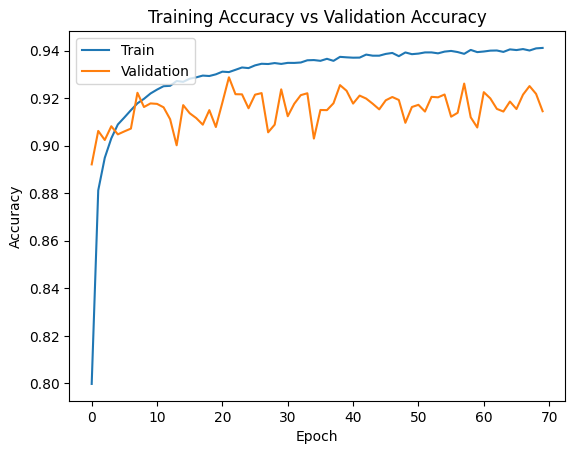 Training Accuracy vs Validation Accuracy
Train
Validation
0.94
0.92
0.90
0.88
0.86
0.84
0.82
0.80
Accuracy
0 10 20 30 40 50 60 70
Epoch